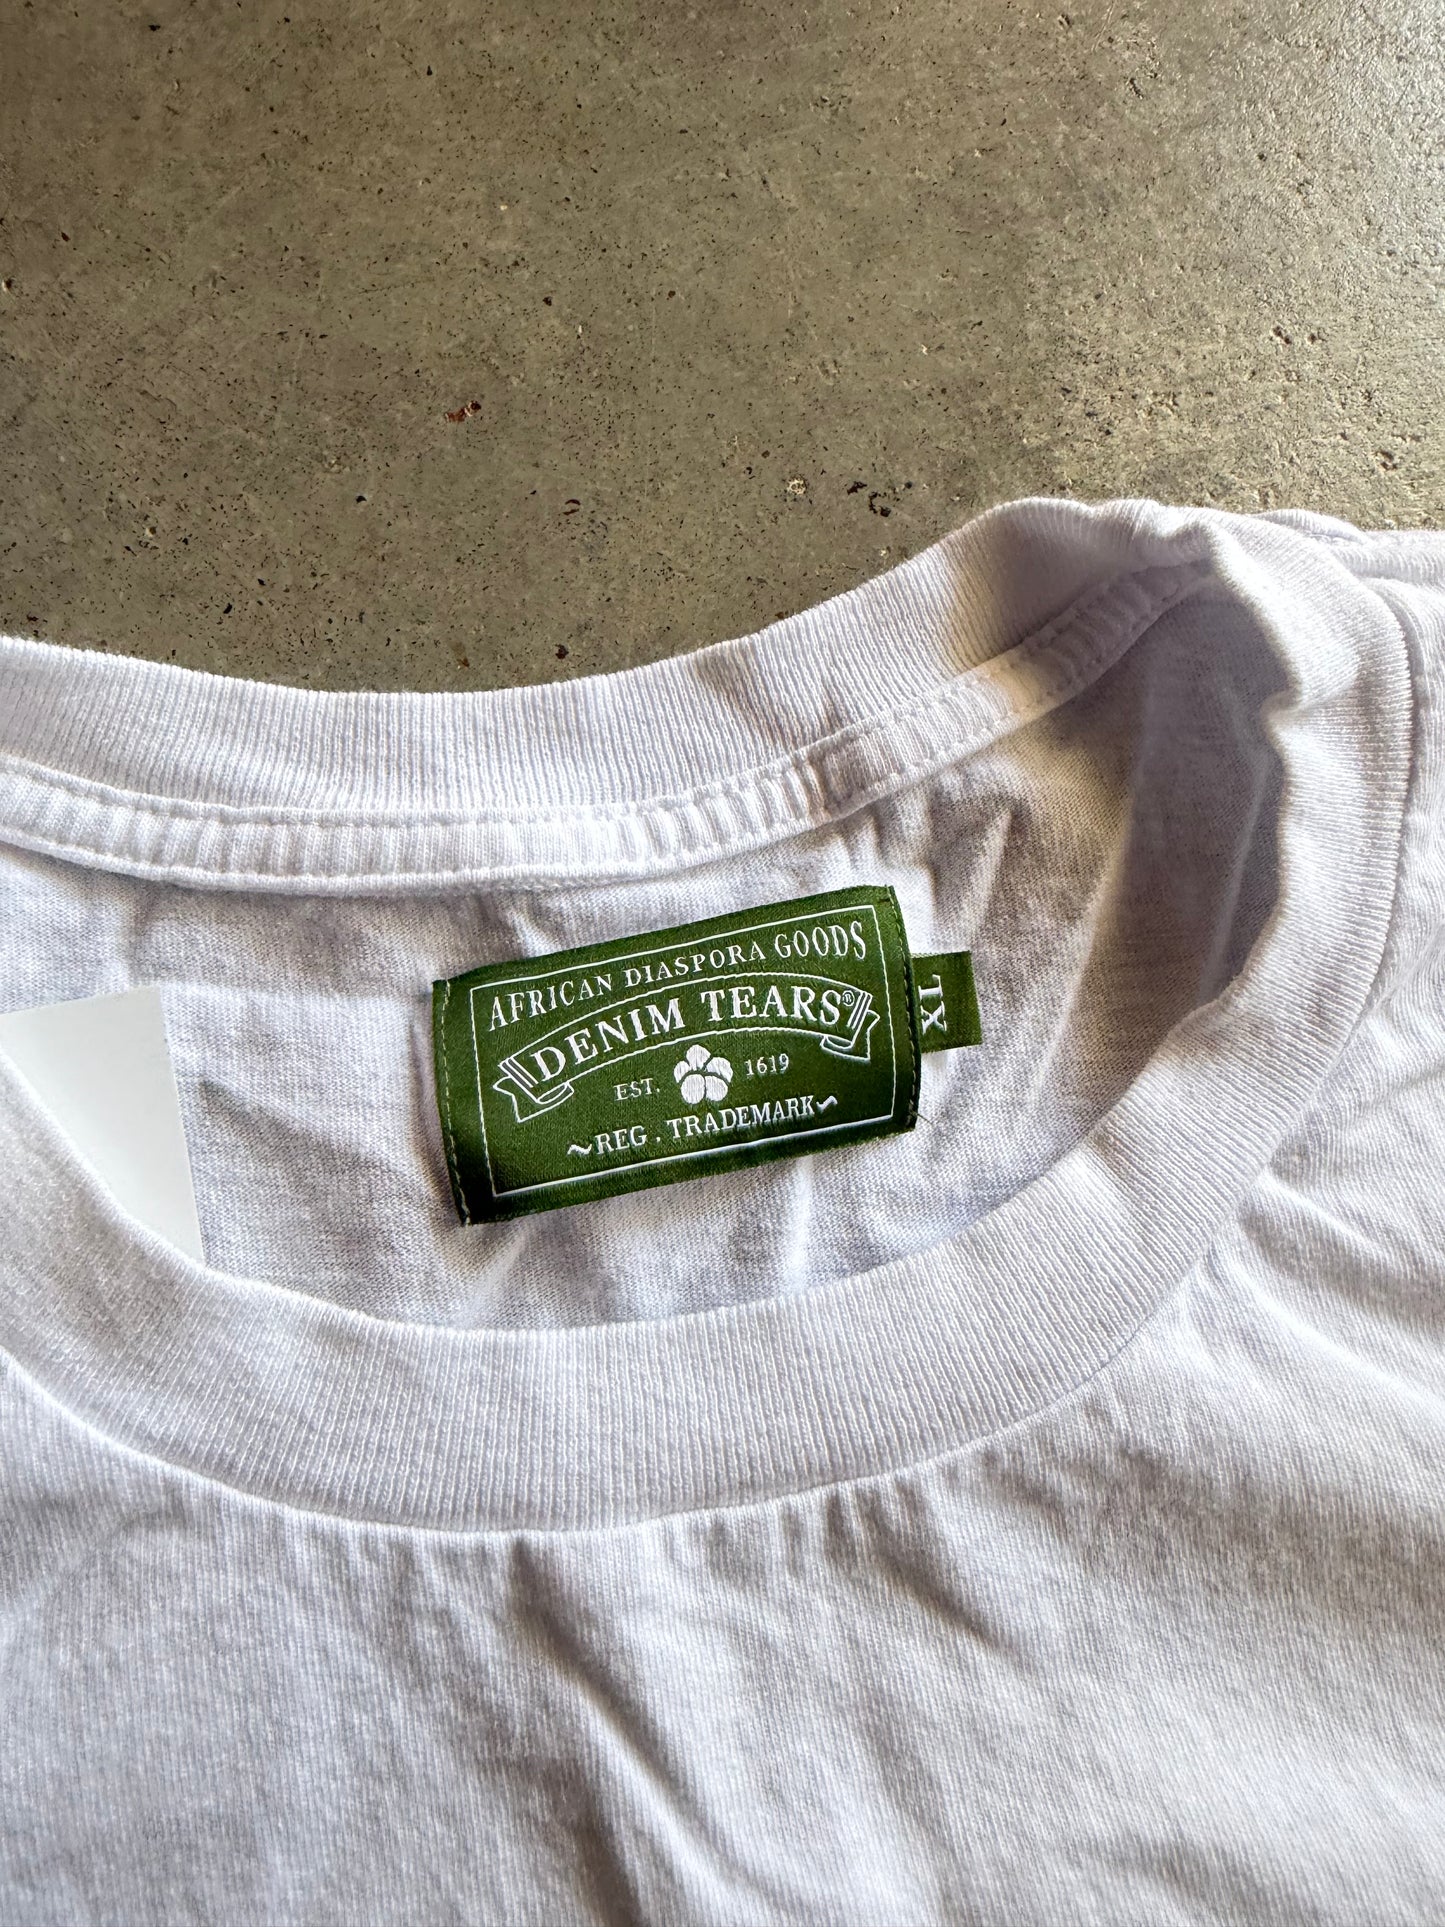 AFRICAN DIASPORA GOODS
DENIM TEARS®
EST. 1619
~REG . TRADEMARK~
XL